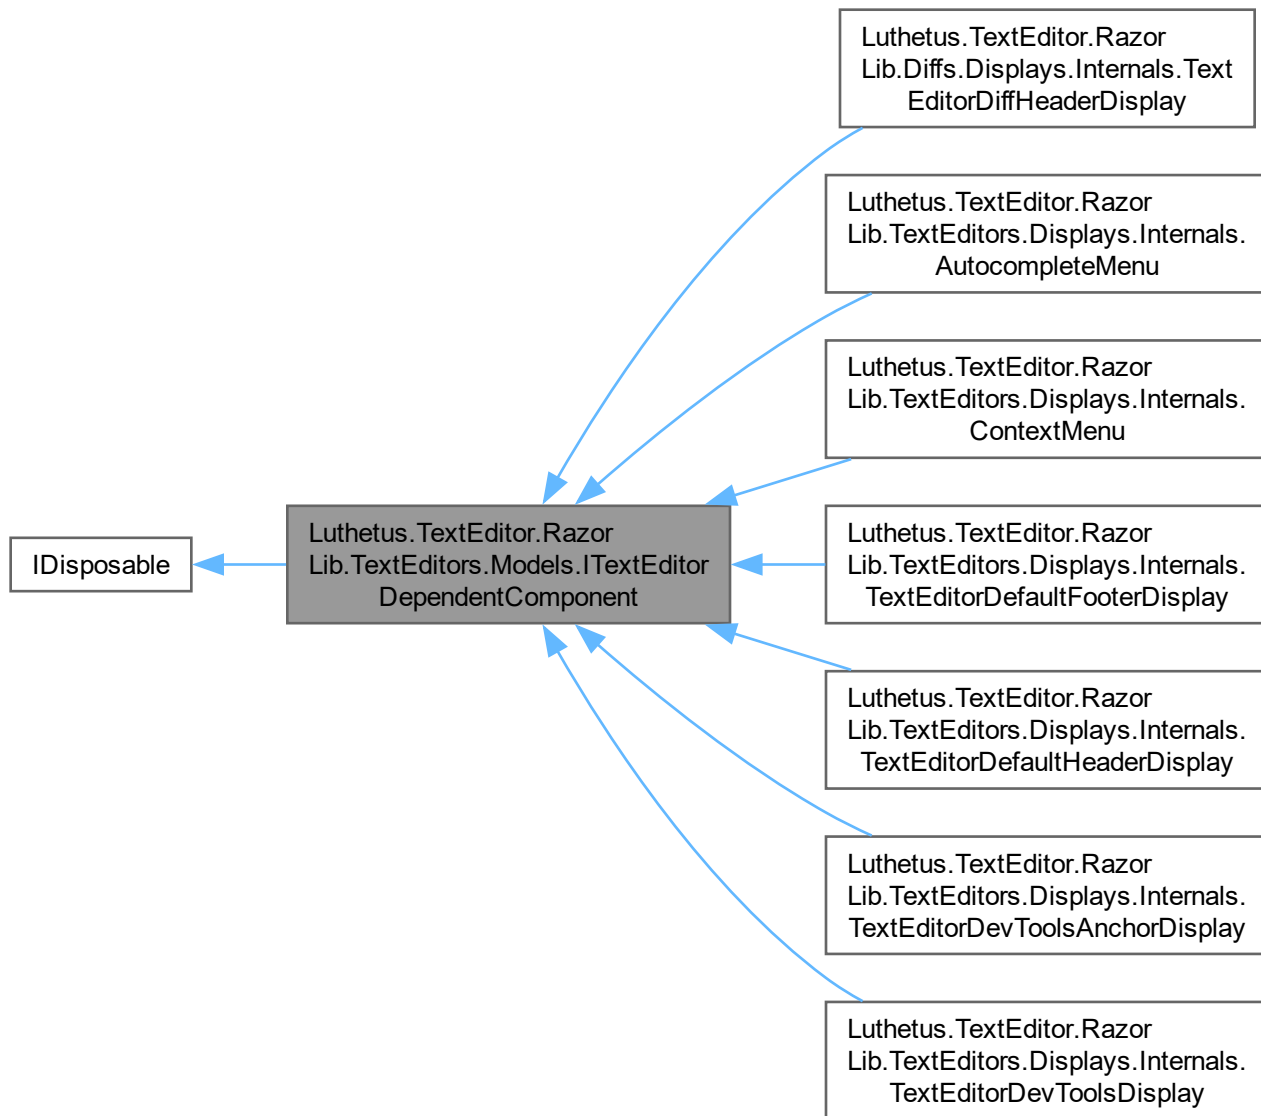 Luthetus.TextEditor.Razor
Lib.Diffs.Displays.Internals.Text
EditorDiffHeaderDisplay
Luthetus.TextEditor.Razor
Lib.TextEditors.Displays.Internals.
AutocompleteMenu
Luthetus.TextEditor.Razor
Lib.TextEditors.Displays.Internals.
ContextMenu
IDisposable
Luthetus.TextEditor.Razor
Lib.TextEditors.Models.ITextEditor
DependentComponent
Luthetus.TextEditor.Razor
Lib.TextEditors.Displays.Internals.
TextEditorDefaultFooterDisplay
Luthetus.TextEditor.Razor
Lib.TextEditors.Displays.Internals.
TextEditorDefaultHeaderDisplay
Luthetus.TextEditor.Razor
Lib.TextEditors.Displays.Internals.
TextEditorDevToolsAnchorDisplay
Luthetus.TextEditor.Razor
Lib.TextEditors.Displays.Internals.
TextEditorDevToolsDisplay